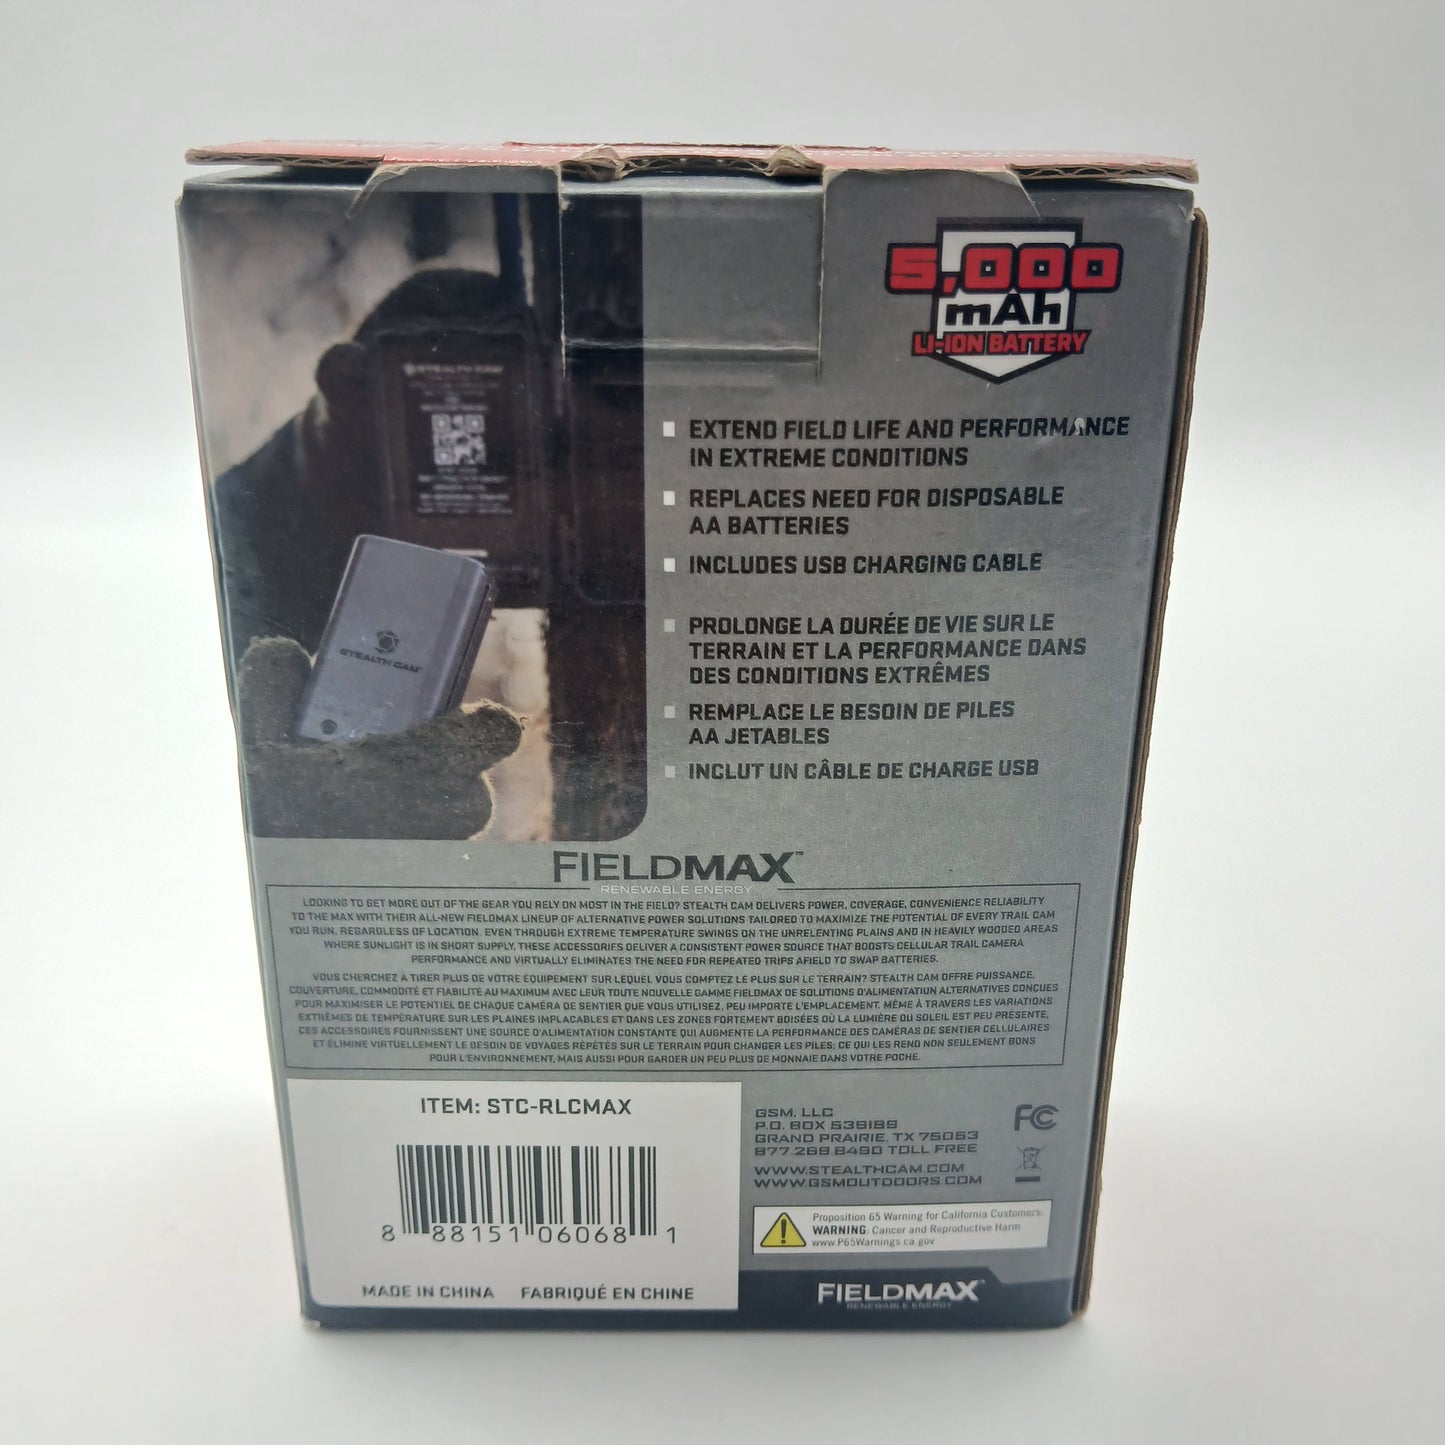 5,000
mAh
LI-ION BATTERY
STEALTH CAM
EXTEND FIELD LIFE AND PERFORMANCE
IN EXTREME CONDITIONS
REPLACES NEED FOR DISPOSABLE
AA BATTERIES
INCLUDES USB CHARGING CABLE
PROLONGE LA DURÉE DE VIE SUR LE
TERRAIN ET LA PERFORMANCE DANS
DES CONDITIONS EXTRÊMES
REMPLACE LE BESOIN DE PILES
AA JETABLES
INCLUT UN CÂBLE DE CHARGE USB
STEALTH CAM
FIELDMAX™
RENEWABLE ENERGY
LOOKING TO GET MORE OUT OF THE GEAR YOU RELY ON MOST IN THE FIELD? STEALTH CAM DELIVERS POWER, COVERAGE, CONVENIENCE RELIABILITY
TO THE MAX WITH THEIR ALL-NEW FIELDMAX LINEUP OF ALTERNATIVE POWER SOLUTIONS TAILORED TO MAXIMIZE THE POTENTIAL OF EVERY TRAIL CAM
YOU RUN, REGARDLESS OF LOCATION. EVEN THROUGH EXTREME TEMPERATURE SWINGS ON THE UNRELENTING PLAINS AND IN HEAVILY WOODED AREAS
WHERE SUNLIGHT IS IN SHORT SUPPLY, THESE ACCESSORIES DELIVER A CONSISTENT POWER SOURCE THAT BOOSTS CELLULAR TRAIL CAMERA
PERFORMANCE AND VIRTUALLY ELIMINATES THE NEED FOR REPEATED TRIPS AFIELD TO SWAP BATTERIES.
VOUS CHERCHEZ À TIRER PLUS DE VOTRE ÉQUIPEMENT SUR LEQUEL VOUS COMPTEZ LE PLUS SUR LE TERRAIN? STEALTH CAM OFFRE PUISSANCE,
COUVERTURE, COMMODITÉ ET FIABILITÉ AU MAXIMUM AVEC LEUR TOUTE NOUVELLE GAMME FIELDMAX DE SOLUTIONS D'ALIMENTATION ALTERNATIVES CONÇUES
POUR MAXIMISER LE POTENTIEL DE CHAQUE CAMÉRA DE SENTIER QUE VOUS UTILISEZ, PEU IMPORTE L'EMPLACEMENT. MÊME À TRAVERS LES VARIATIONS
EXTRÊMES DE TEMPÉRATURE SUR LES PLAINES IMPLACABLES ET DANS LES ZONES FORTEMENT BOISÉES OÙ LA LUMIÈRE DU SOLEIL EST PEU PRÉSENTE,
CES ACCESSOIRES FOURNISSENT UNE SOURCE D'ALIMENTATION CONSTANTE QUI AUGMENTE LA PERFORMANCE DES CAMÉRAS DE SENTIER CELLULAIRES
ET ÉLIMINE VIRTUELLEMENT LE BESOIN DE VOYAGES RÉPÉTÉS SUR LE TERRAIN POUR CHANGER LES PILES; CE QUI LES REND NON SEULEMENT BONS
POUR L'ENVIRONNEMENT, MAIS AUSSI POUR GARDER UN PEU PLUS DE MONNAIE DANS VOTRE POCHE.
ITEM: STC-RLCMAX
8 88151 06068 1
MADE IN CHINA FABRIQUÉ EN CHINE
GSM, LLC
P.O. BOX 539189
GRAND PRAIRIE, TX 75053
877.269.8490 TOLL FREE
WWW.STEALTHCAM.COM
WWW.GSMOUTDOORS.COM
FC
Proposition 65 Warning for California Customers:
WARNING: Cancer and Reproductive Harm
www.P65Warnings.ca.gov
FIELDMAX™
RENEWABLE ENERGY